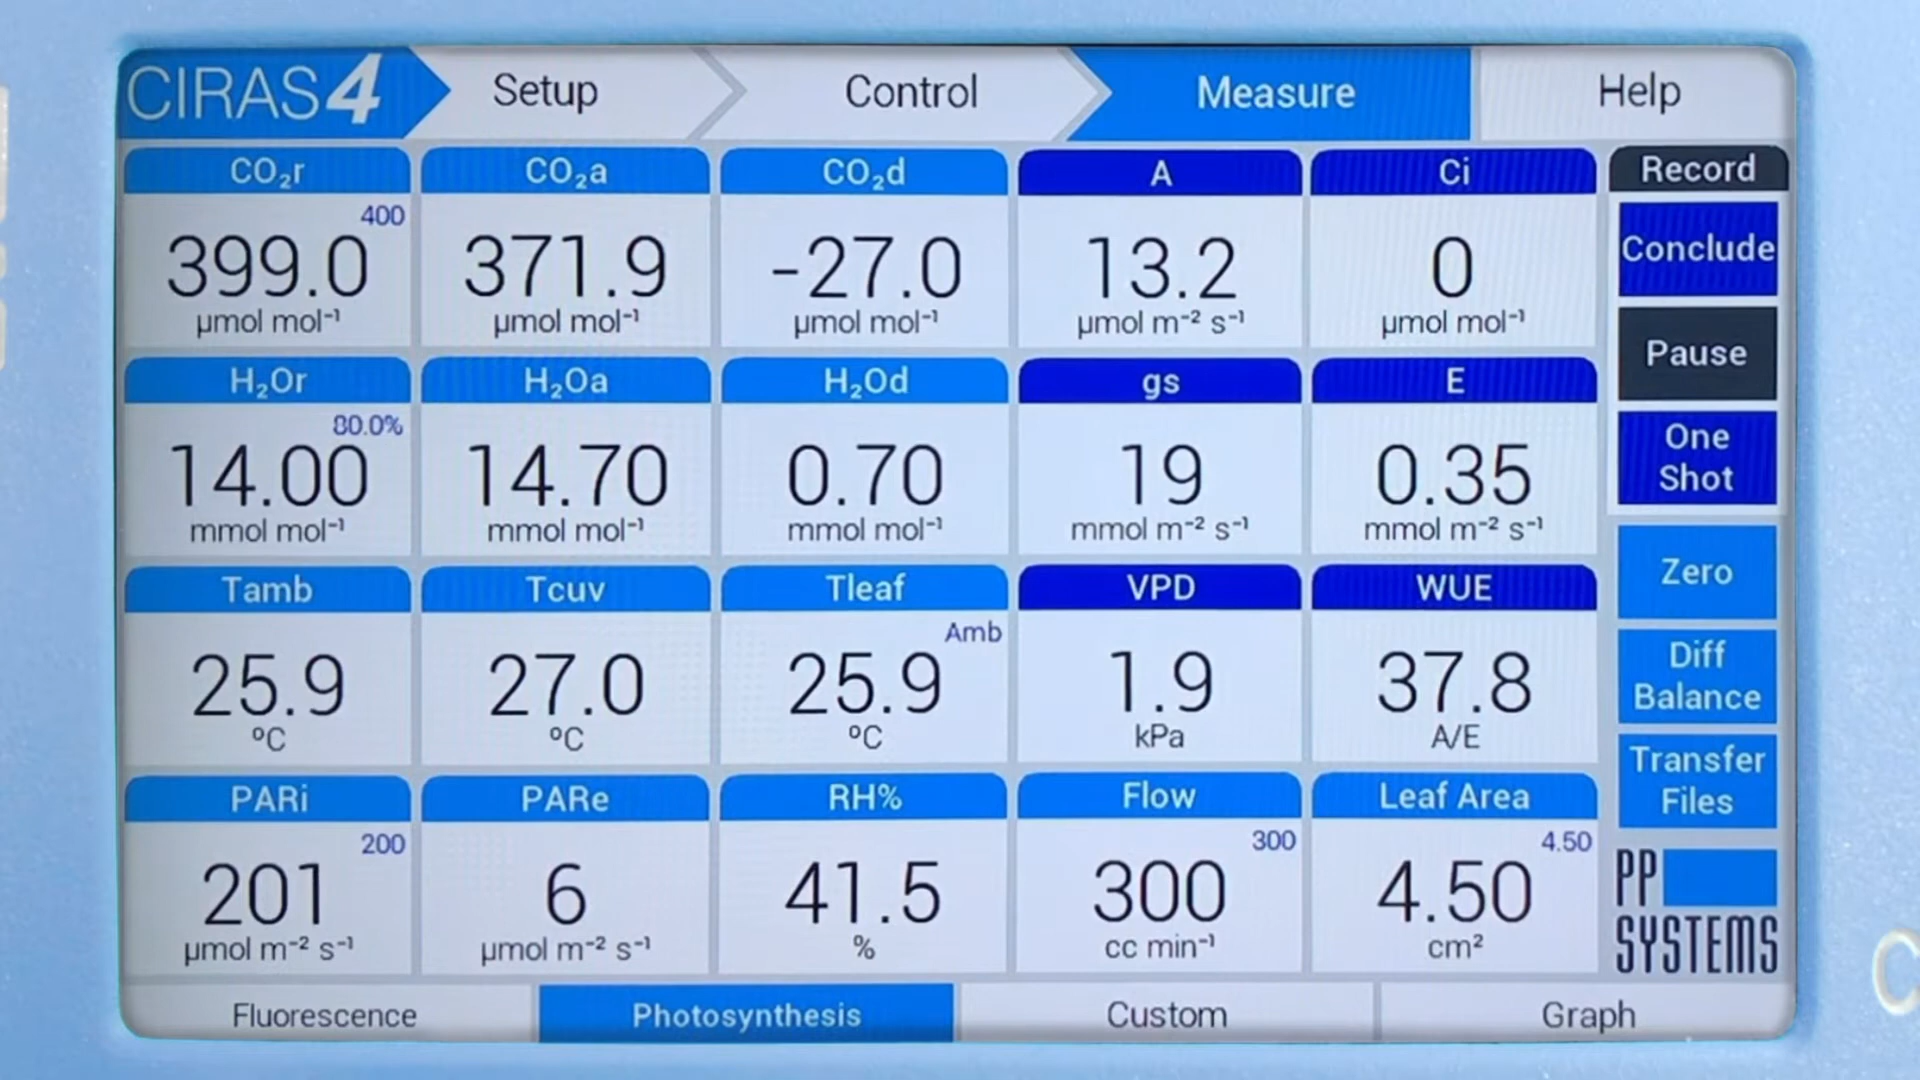 CIRAS4 Setup Control Measure Help
CO₂r CO₂a CO₂d A Ci Record
400
399.0 371.9 -27.0 13.2 0 Conclude
µmol mol⁻¹ µmol mol⁻¹ µmol mol⁻¹ µmol m⁻² s⁻¹ µmol mol⁻¹
Pause
H₂Or H₂Oa H₂Od gs E
80.0%
14.00 14.70 0.70 19 0.35 One
Shot
mmol mol⁻¹ mmol mol⁻¹ mmol mol⁻¹ mmol m⁻² s⁻¹ mmol m⁻² s⁻¹
Tamb Tcuv Tleaf VPD WUE Zero
Amb
25.9 27.0 25.9 1.9 37.8 Diff
Balance
ºC ºC ºC kPa A/E
PARi PARe RH% Flow Leaf Area Transfer
Files
200 300 4.50
201 6 41.5 300 4.50
µmol m⁻² s⁻¹ µmol m⁻² s⁻¹ % cc min⁻¹ cm²
PP
SYSTEMS
Fluorescence Photosynthesis Custom Graph